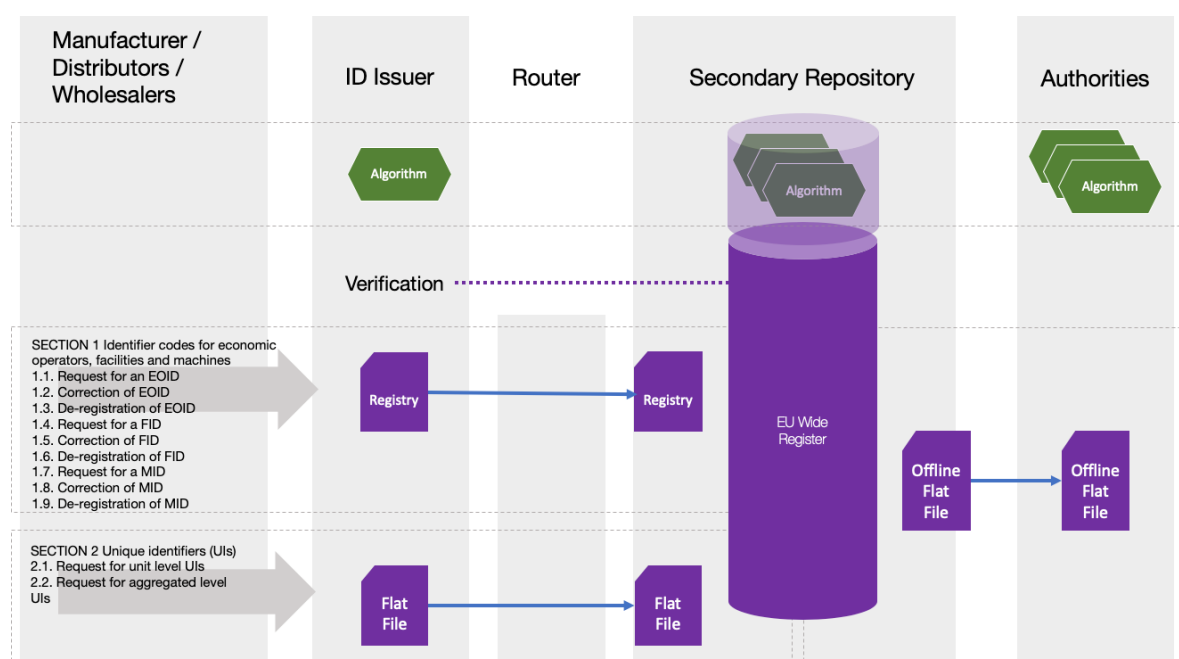 Manufacturer /
Distributors /
Wholesalers
ID Issuer
Router
Secondary Repository
Authorities
Algorithm
Algorithm
Algorithm
Verification
SECTION 1 Identifier codes for economic
operators, facilities and machines
1.1. Request for an EOID
1.2. Correction of EOID
1.3. De-registration of EOID
1.4. Request for a FID
1.5. Correction of FID
1.6. De-registration of FID
1.7. Request for a MID
1.8. Correction of MID
1.9. De-registration of MID
Registry
Registry
EU Wide
Register
Offline
Flat
File
Offline
Flat
File
SECTION 2 Unique identifiers (UIs)
2.1. Request for unit level UIs
2.2. Request for aggregated level
UIs
Flat
File
Flat
File